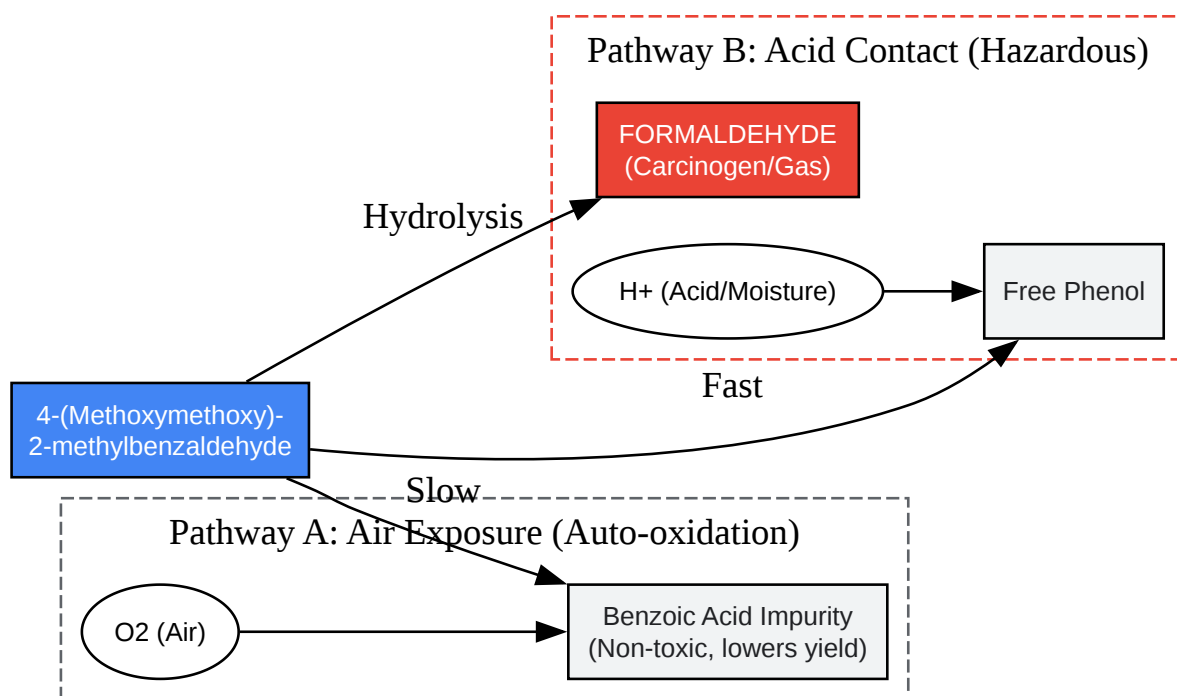 Pathway B: Acid Contact (Hazardous)
FORMALDEHYDE
(Carcinogen/Gas)
Hydrolysis
H+ (Acid/Moisture)
Free Phenol
Fast
4-(Methoxymethoxy)-
2-methylbenzaldehyde
Slow
Pathway A: Air Exposure (Auto-oxidation)
O2 (Air)
Benzoic Acid Impurity
(Non-toxic, lowers yield)